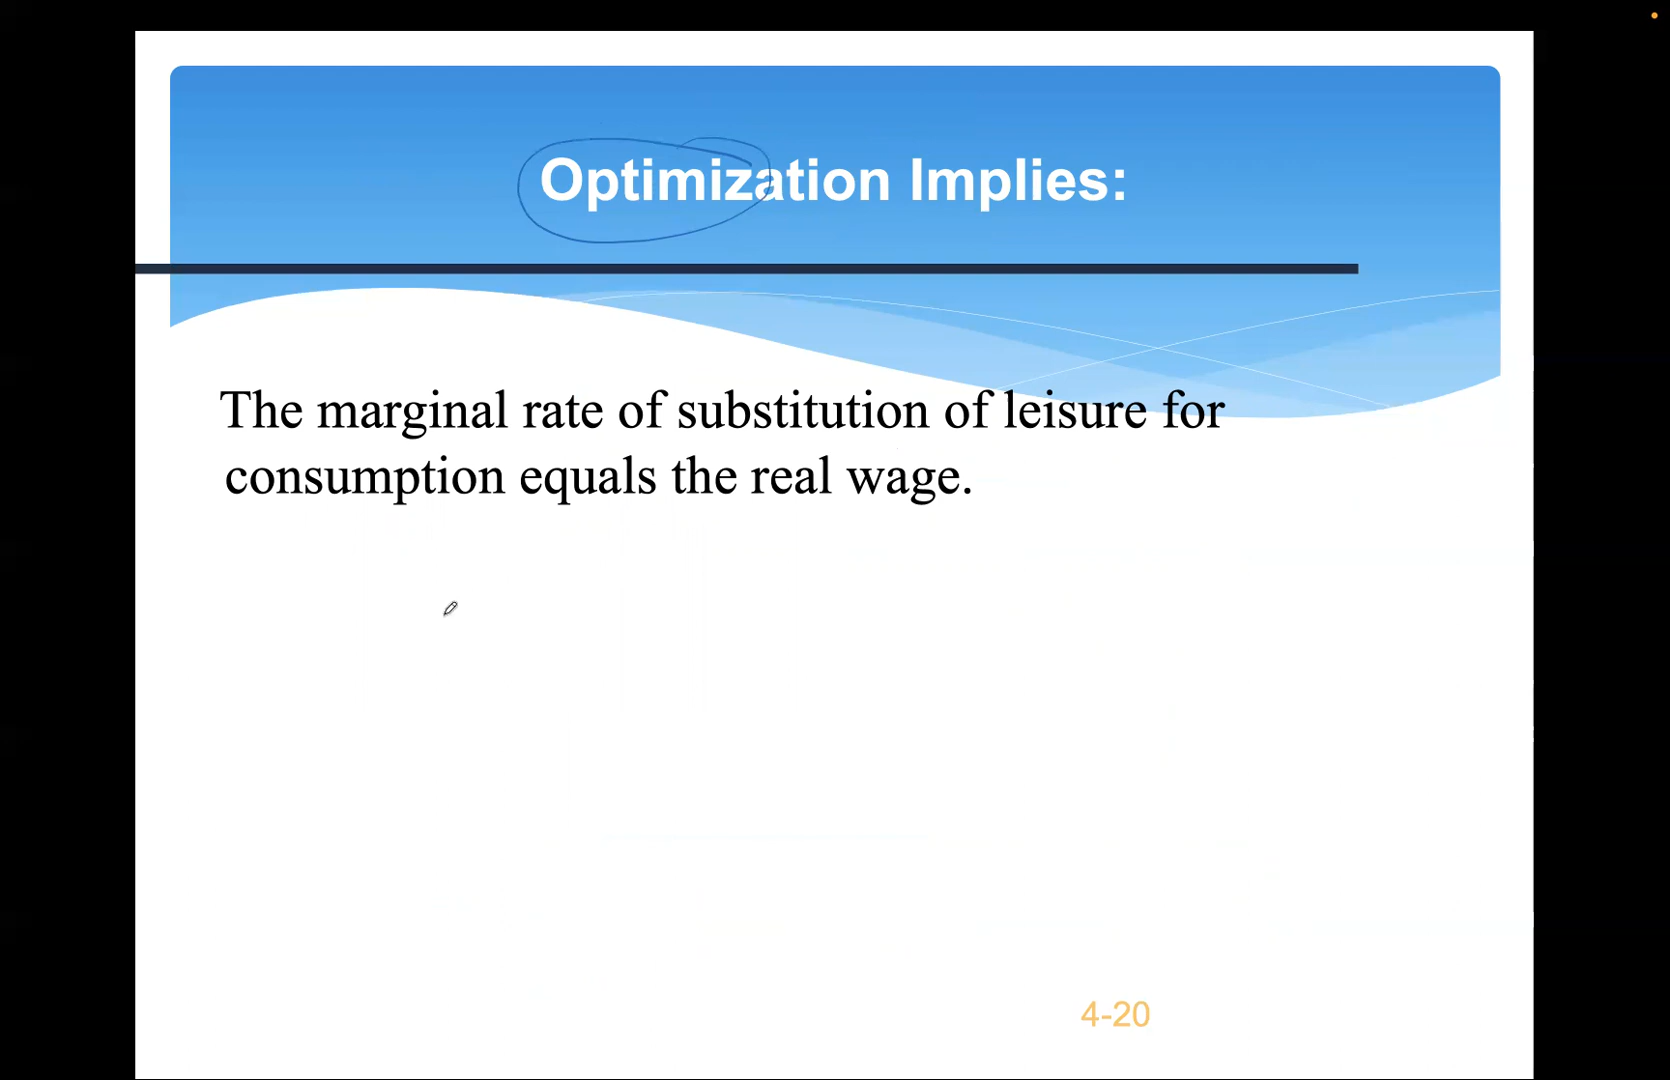 Optimization Implies:
The marginal rate of substitution of leisure for
consumption equals the real wage.
4-20